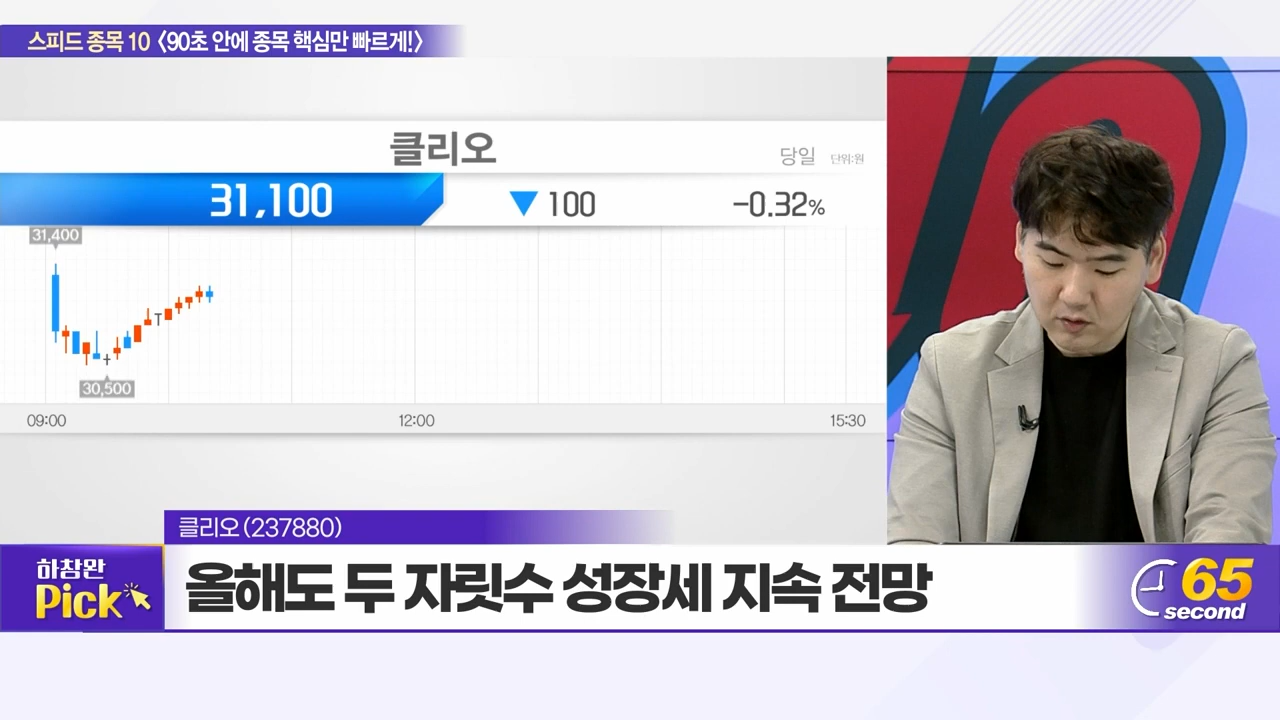 스피드 종목 10 〈90초 안에 종목 핵심만 빠르게!〉
클리오
당일 단위:원
31,100 ▼ 100 -0.32%
31,400
30,500
09:00 12:00 15:30
클리오(237880)
하창완
Pick
올해도 두 자릿수 성장세 지속 전망
65
second